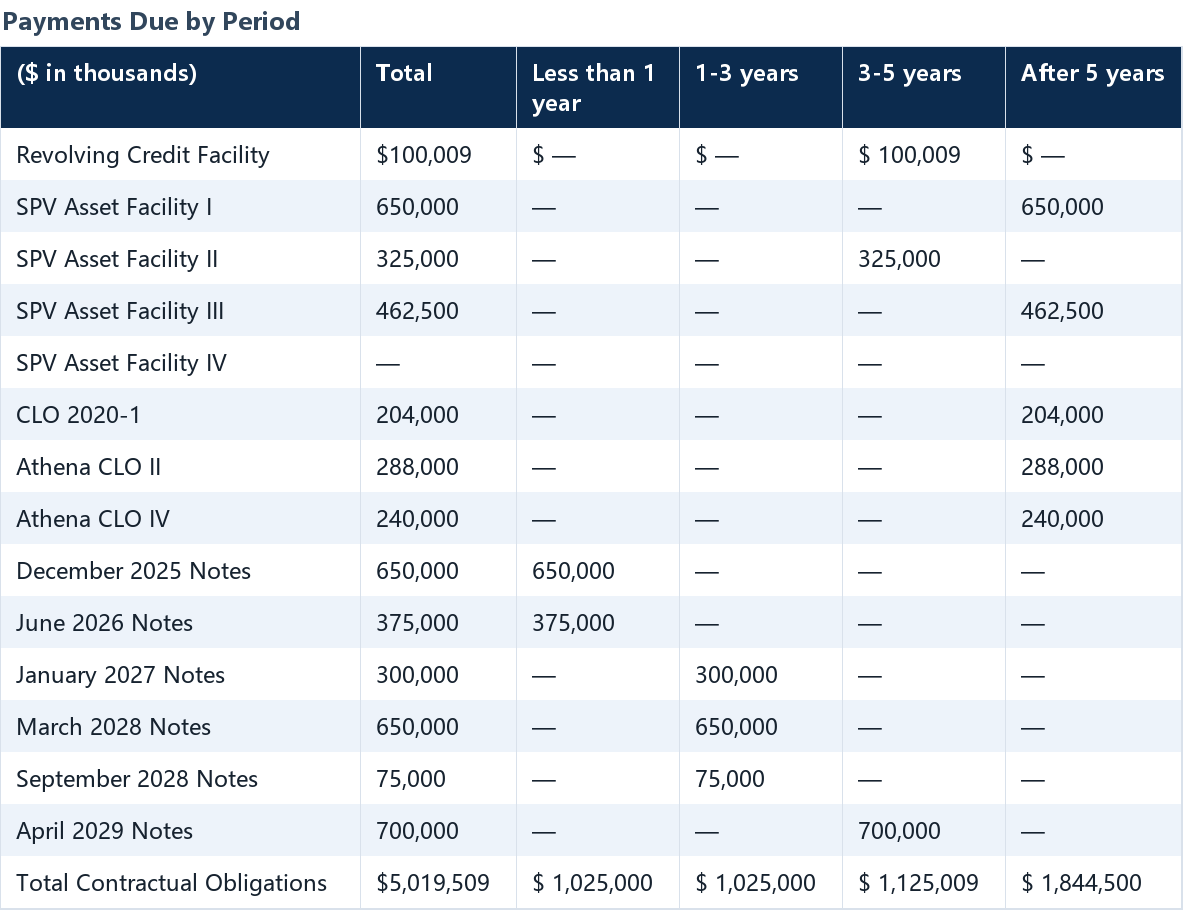 Payments Due by Period
($ in thousands) Total Less than 1 year 1-3 years 3-5 years After 5 years
Revolving Credit Facility $100,009 $ — $ — $ 100,009 $ —
SPV Asset Facility I 650,000 — — — 650,000
SPV Asset Facility II 325,000 — — 325,000 —
SPV Asset Facility III 462,500 — — — 462,500
SPV Asset Facility IV — — — — —
CLO 2020-1 204,000 — — — 204,000
Athena CLO II 288,000 — — — 288,000
Athena CLO IV 240,000 — — — 240,000
December 2025 Notes 650,000 650,000 — — —
June 2026 Notes 375,000 375,000 — — —
January 2027 Notes 300,000 — 300,000 — —
March 2028 Notes 650,000 — 650,000 — —
September 2028 Notes 75,000 — 75,000 — —
April 2029 Notes 700,000 — — 700,000 —
Total Contractual Obligations $5,019,509 $ 1,025,000 $ 1,025,000 $ 1,125,009 $ 1,844,500